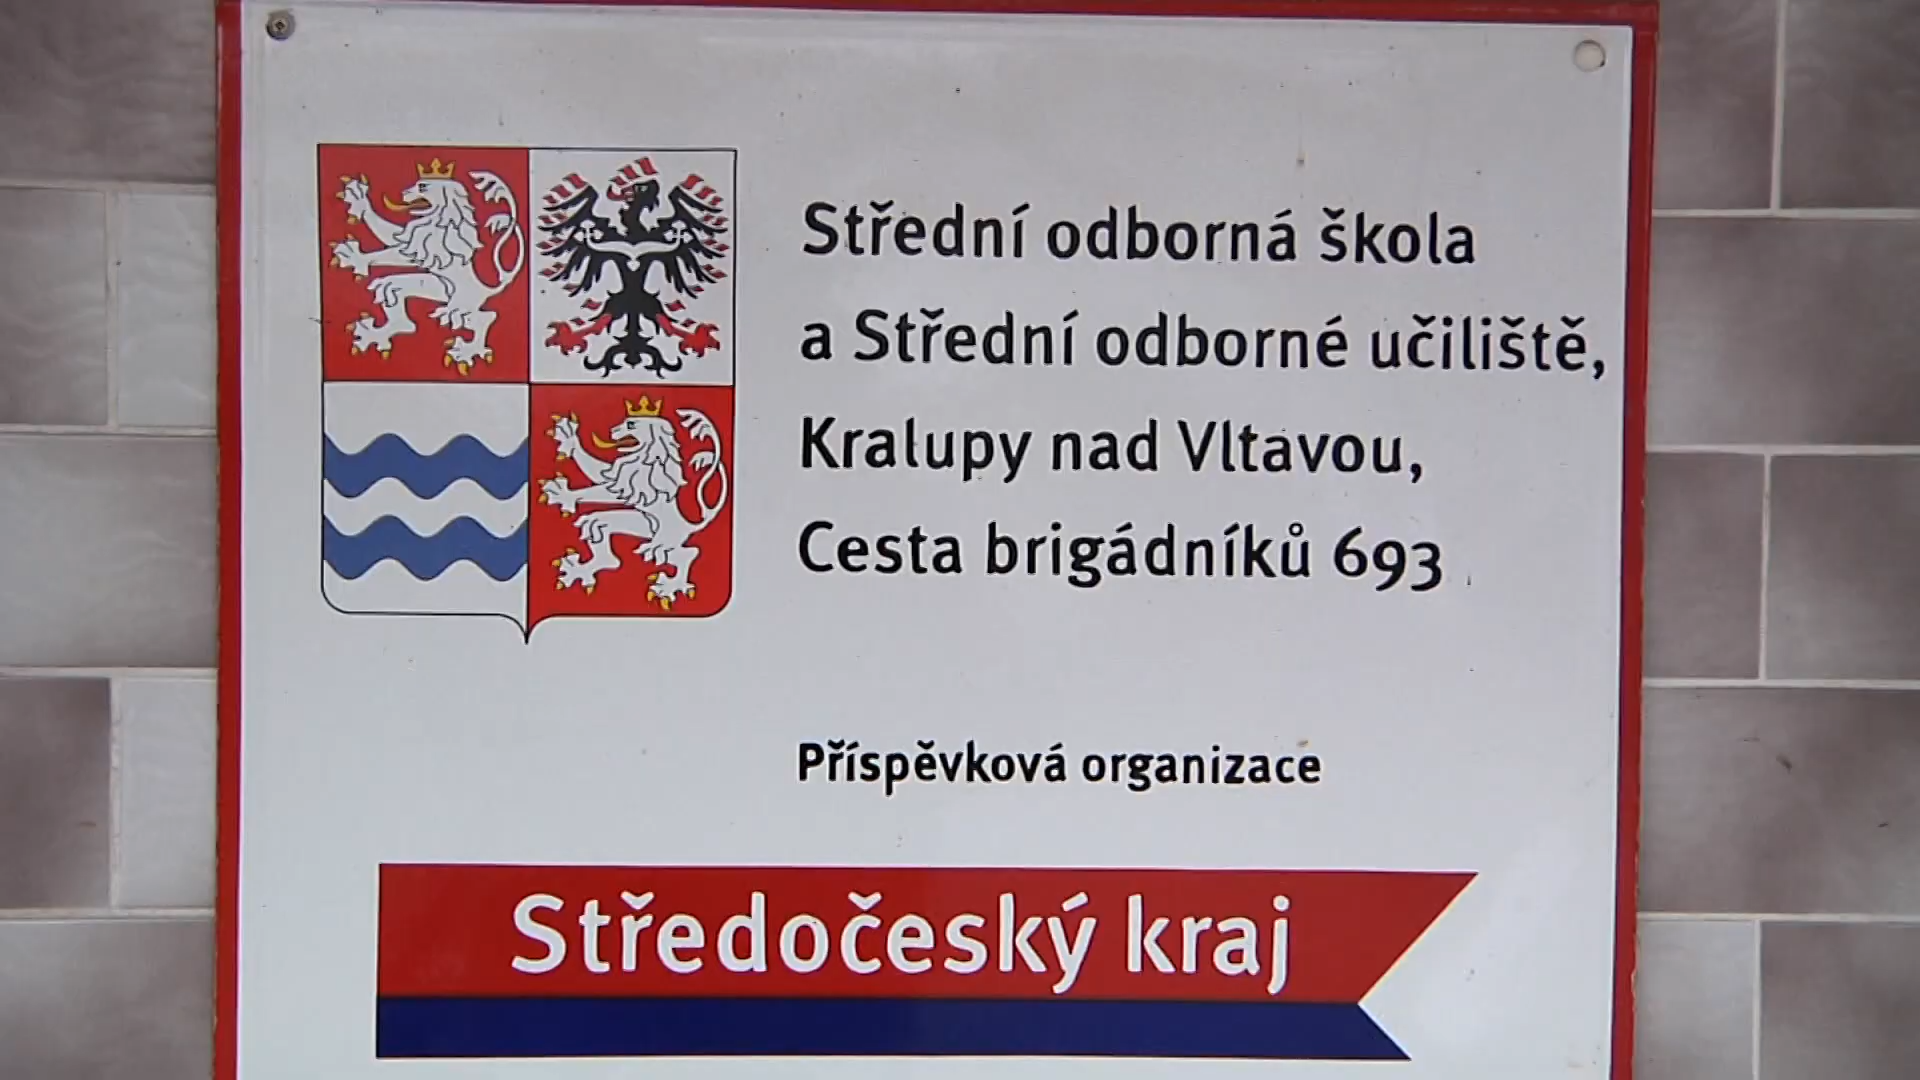 Střední odborná škola
a Střední odborné učiliště,
Kralupy nad Vltavou,
Cesta brigádníků 693
Příspěvková organizace
Středočeský kraj